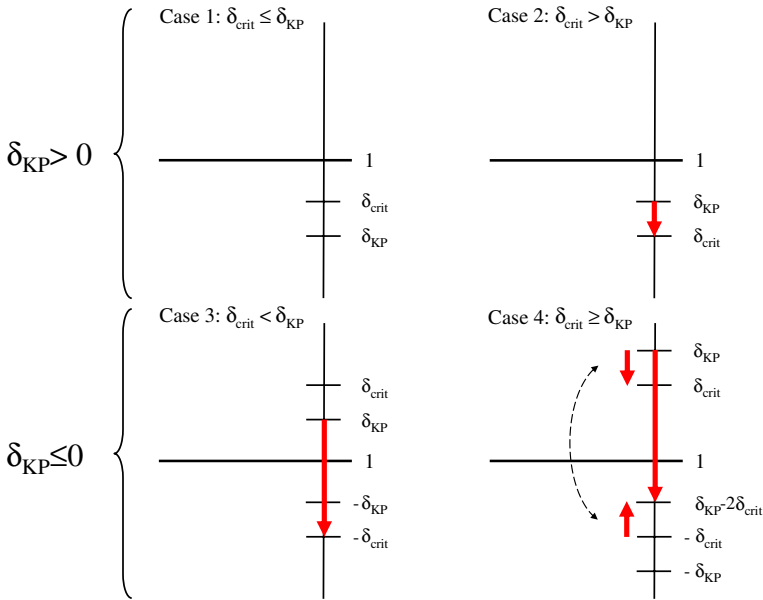 Case 1: δcrit ≤ δKP
Case 2: δcrit > δKP
δKP > 0
1
δcrit
δKP
1
δKP
δcrit
Case 3: δcrit < δKP
Case 4: δcrit ≥ δKP
δKP ≤0
δcrit
δKP
1
- δKP
- δcrit
δKP
δcrit
1
δKP-2δcrit
- δcrit
- δKP